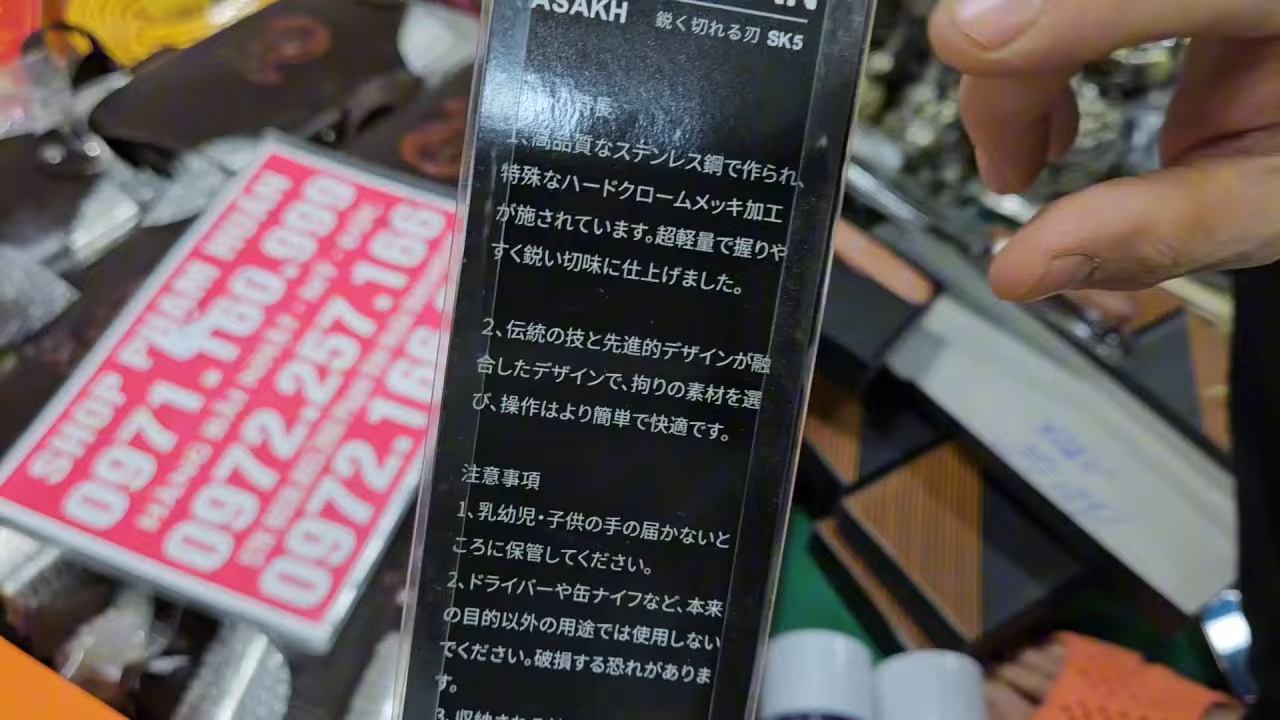 ASAKH
鋭く切れる刃 SK5
特長
、高品質なステンレス鋼で作られ、
特殊なハードクロームメッキ加工
が施されています。超軽量で握りや
すく鋭い切味に仕上げました。
2、伝統の技と先進的デザインが融
合したデザインで、拘りの素材を選
び、操作はより簡単で快適です。
注意事項
1、乳幼児・子供の手の届かないと
ころに保管してください。
2、ドライバーや缶ナイフなど、本来
の目的以外の用途では使用しない
でください。破損する恐れがありま
す。
SHOP PHAM
0971.160.999
0972.257.166
0972.166